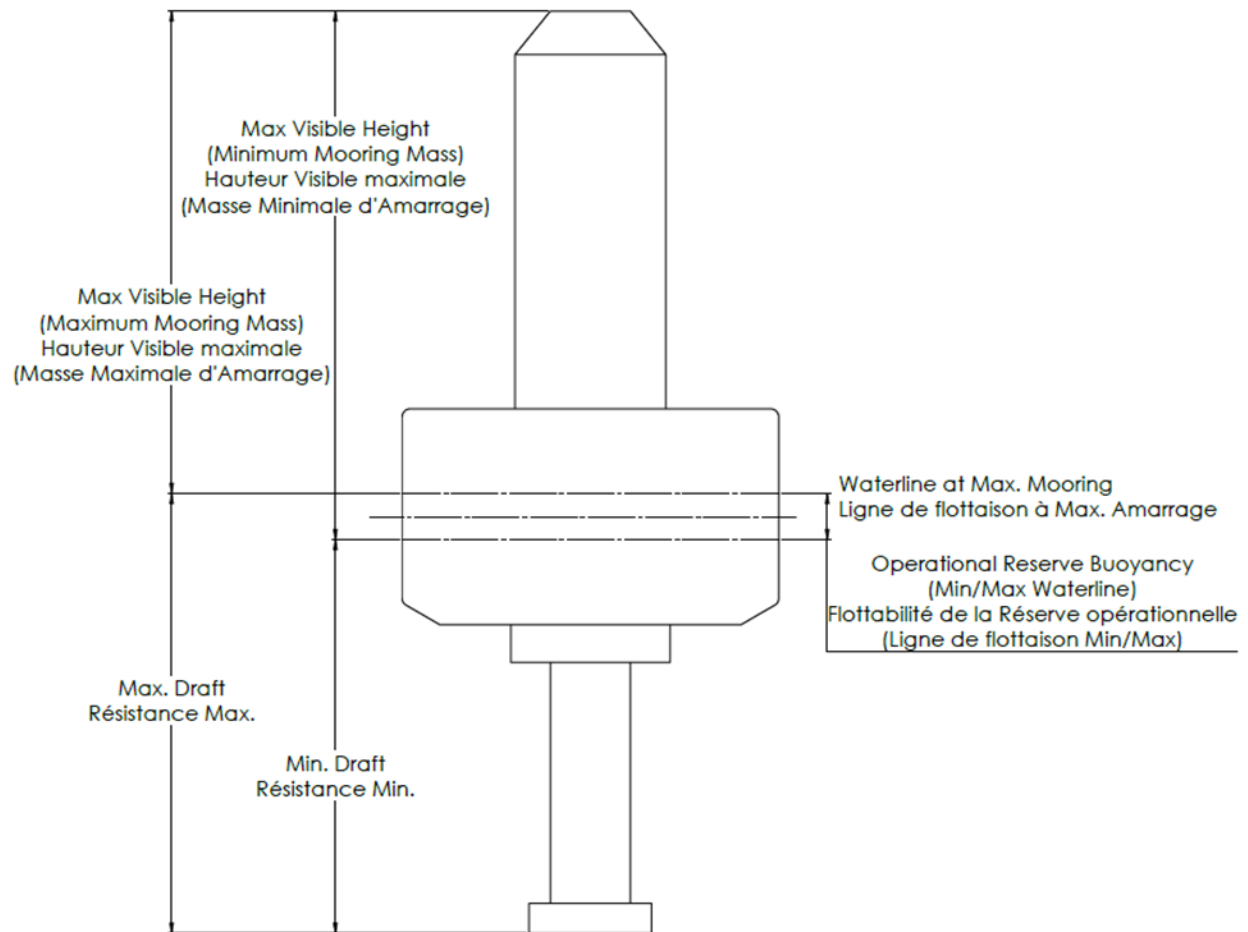 Max Visible Height
(Minimum Mooring Mass)
Hauteur Visible maximale
(Masse Minimale d'Amarrage)
Max Visible Height
(Maximum Mooring Mass)
Hauteur Visible maximale
(Masse Maximale d'Amarrage)
Waterline at Max. Mooring
Ligne de flottaison à Max. Amarrage
Operational Reserve Buoyancy
(Min/Max Waterline)
Flottabilité de la Réserve opérationnelle
(Ligne de flottaison Min/Max)
Max. Draft
Résistance Max.
Min. Draft
Résistance Min.